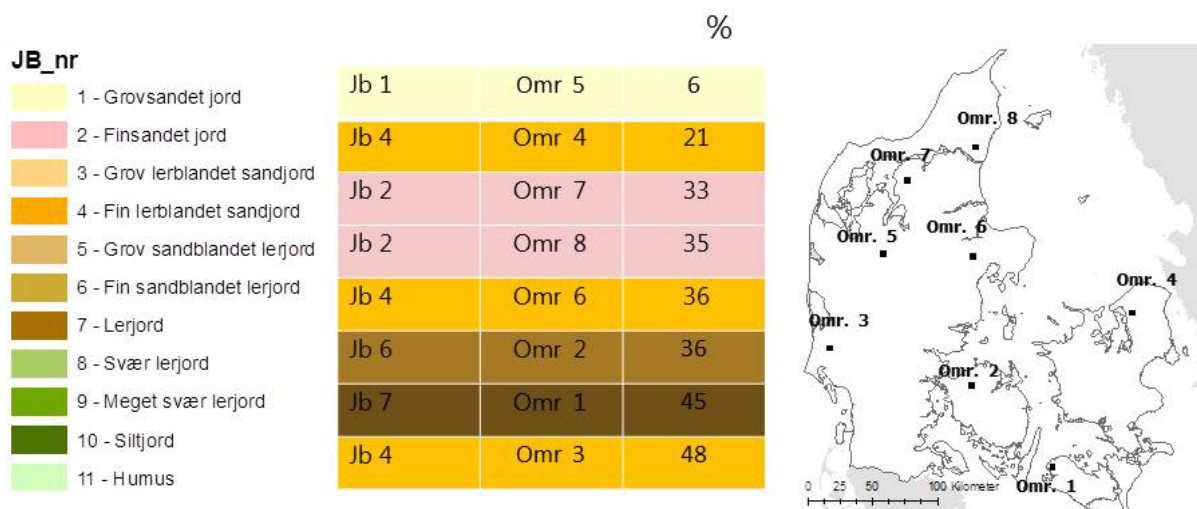 JB_nr
1 - Grovsandet jord
2 - Finsandet jord
3 - Grov lerblandet sandjord
4 - Fin lerblandet sandjord
5 - Grov sandblandet lerjord
6 - Fin sandblandet lerjord
7 - Lerjord
8 - Svær lerjord
9 - Meget svær lerjord
10 - Siltjord
11 - Humus
%
Jb 1 Omr 5 6
Jb 4 Omr 4 21
Jb 2 Omr 7 33
Jb 2 Omr 8 35
Jb 4 Omr 6 36
Jb 6 Omr 2 36
Jb 7 Omr 1 45
Jb 4 Omr 3 48
Omr. 8
Omr. 7
Omr. 6
Omr. 5
Omr. 4
Omr. 3
Omr. 2
Omr. 1
0 25 50 100 Kilometer